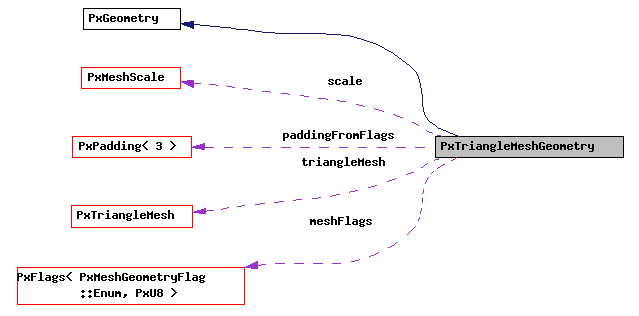 PxGeometry
PxMeshScale
scale
paddingFromFlags
PxPadding< 3 >
PxTriangleMeshGeometry
triangleMesh
PxTriangleMesh
meshFlags
PxFlags< PxMeshGeometryFlag
::Enum, PxU8 >